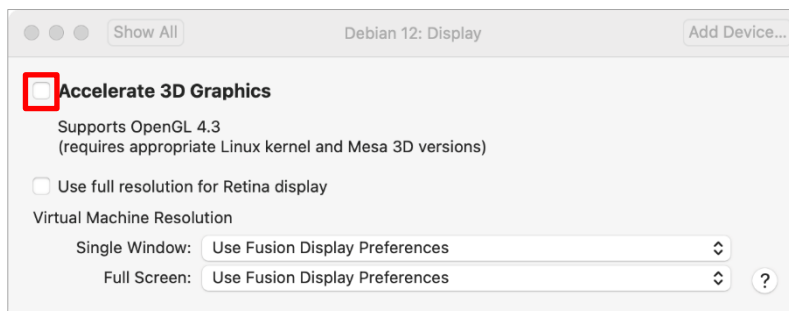 Show All
Debian 12: Display
Add Device...
Accelerate 3D Graphics
Supports OpenGL 4.3
(requires appropriate Linux kernel and Mesa 3D versions)
Use full resolution for Retina display
Virtual Machine Resolution
Single Window: Use Fusion Display Preferences
Full Screen: Use Fusion Display Preferences
?